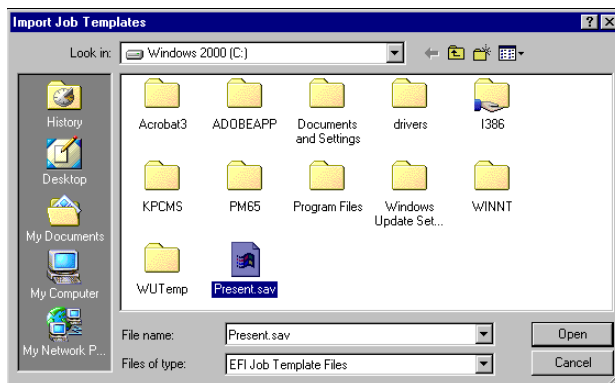 Import Job Templates
Look in:
Windows 2000 (C:)
History
Desktop
My Documents
My Computer
My Network P...
Acrobat3
ADOBEAPP
Documents
and Settings
drivers
I386
KPCMS
PM65
Program Files
Windows
Update Set...
WINNT
WUTemp
Present.sav
File name:
Present.sav
Open
Files of type:
EFI Job Template Files
Cancel